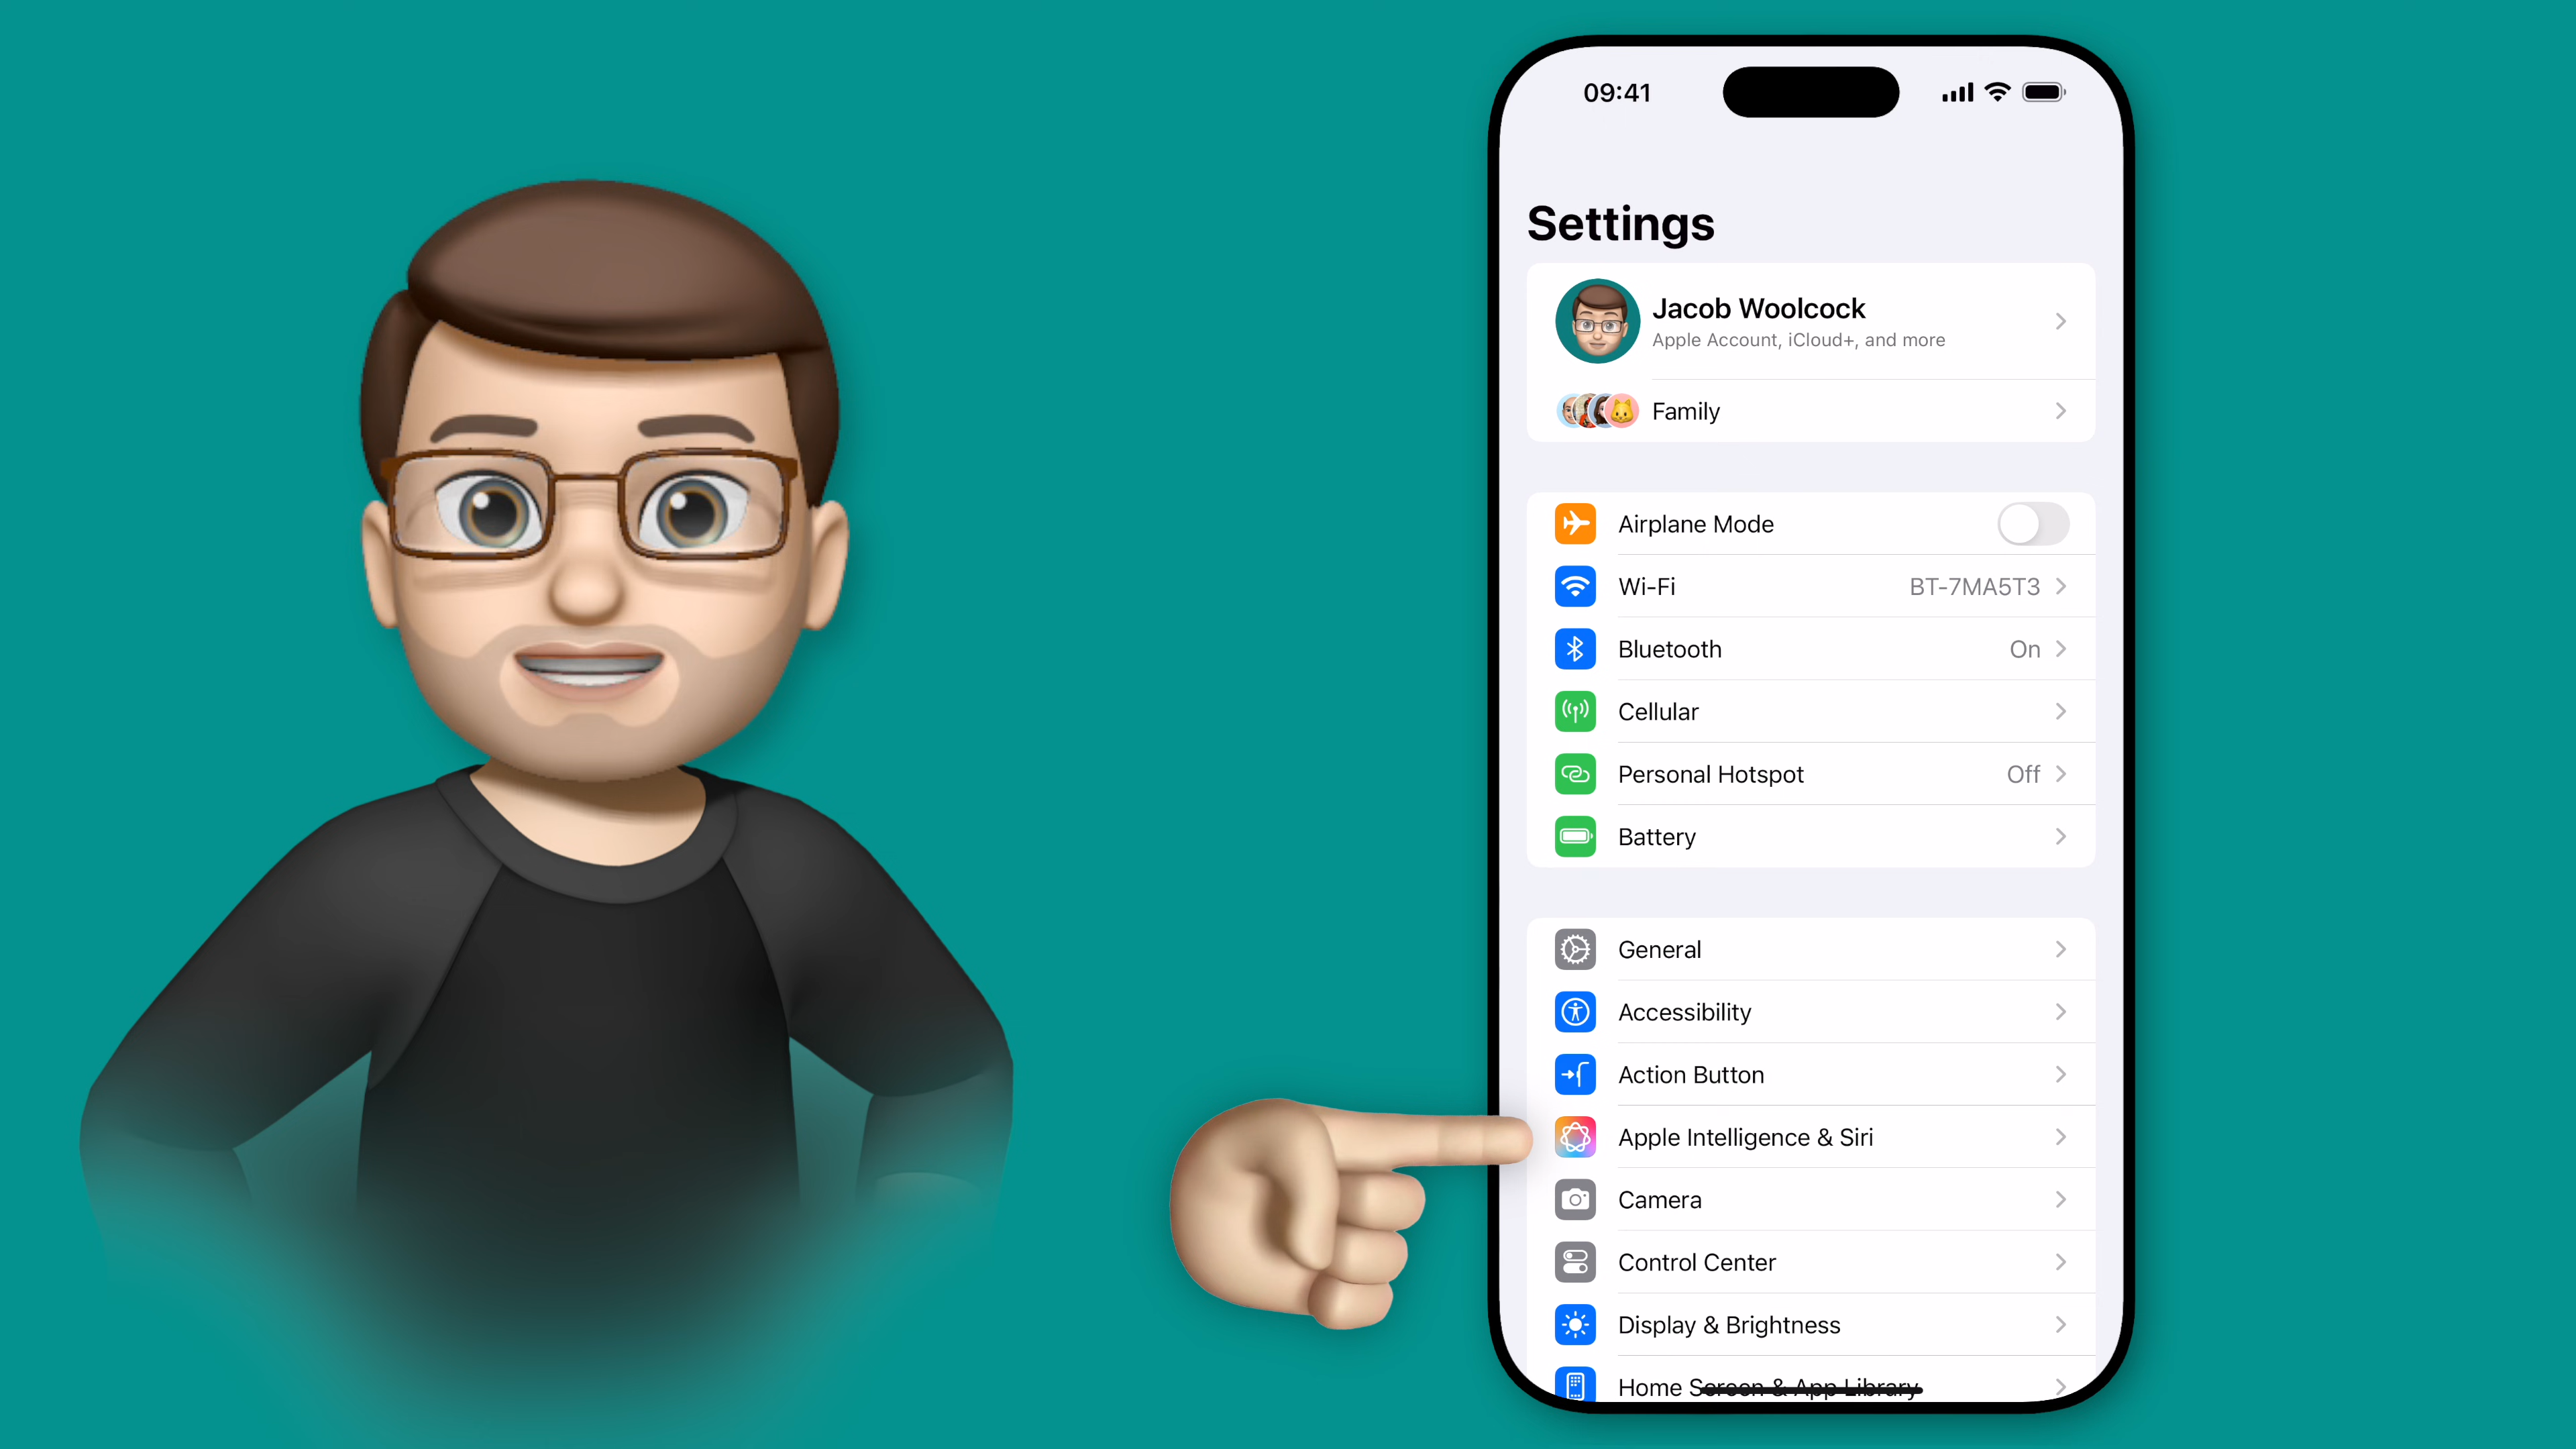 09:41
Settings
Jacob Woolcock
Apple Account, iCloud+, and more
Family
Airplane Mode
Wi-Fi BT-7MA5T3
Bluetooth On
Cellular
Personal Hotspot Off
Battery
General
Accessibility
Action Button
Apple Intelligence & Siri
Camera
Control Center
Display & Brightness
Home Screen & App Library